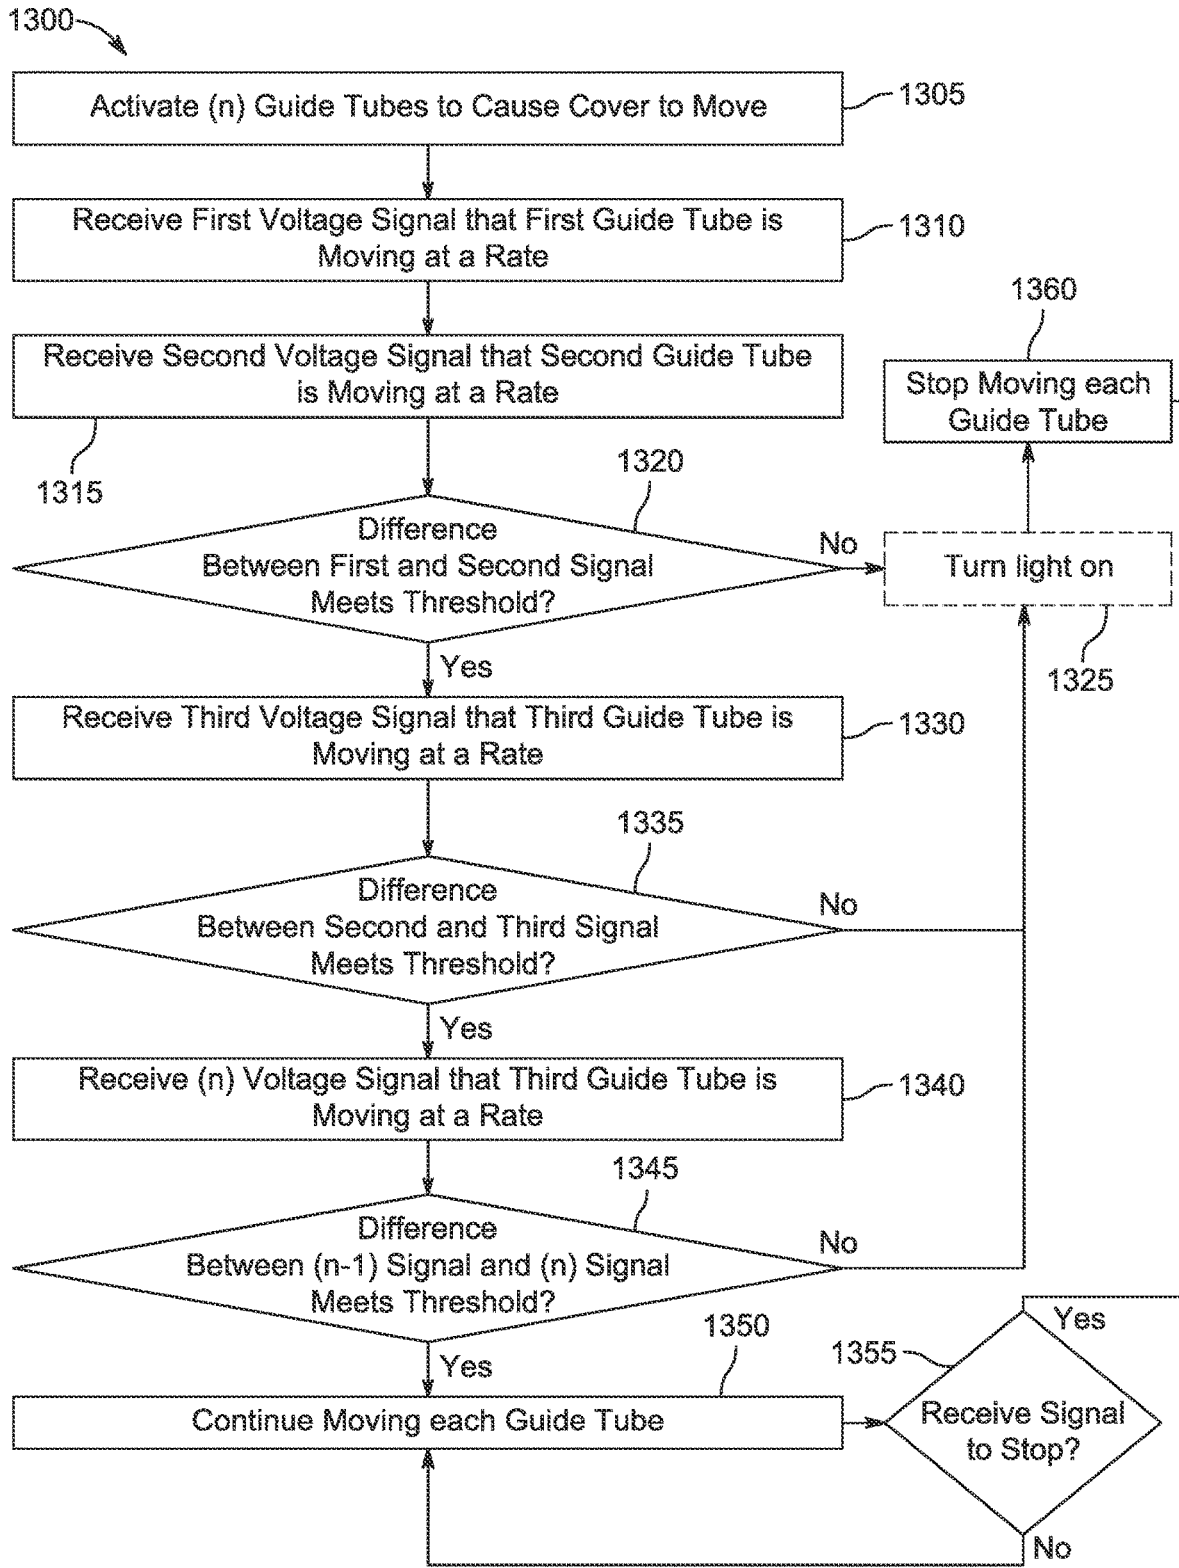 1300
Activate (n) Guide Tubes to Cause Cover to Move
1305
Receive First Voltage Signal that First Guide Tube is
Moving at a Rate
1310
Receive Second Voltage Signal that Second Guide Tube
is Moving at a Rate
1315
1360
Stop Moving each
Guide Tube
1320
Difference
Between First and Second Signal
Meets Threshold?
No
Turn light on
1325
Yes
Receive Third Voltage Signal that Third Guide Tube is
Moving at a Rate
1330
1335
Difference
Between Second and Third Signal
Meets Threshold?
No
Yes
Receive (n) Voltage Signal that Third Guide Tube is
Moving at a Rate
1340
1345
Difference
Between (n-1) Signal and (n) Signal
Meets Threshold?
No
Yes
1350
Continue Moving each Guide Tube
1355
Yes
Receive Signal
to Stop?
No